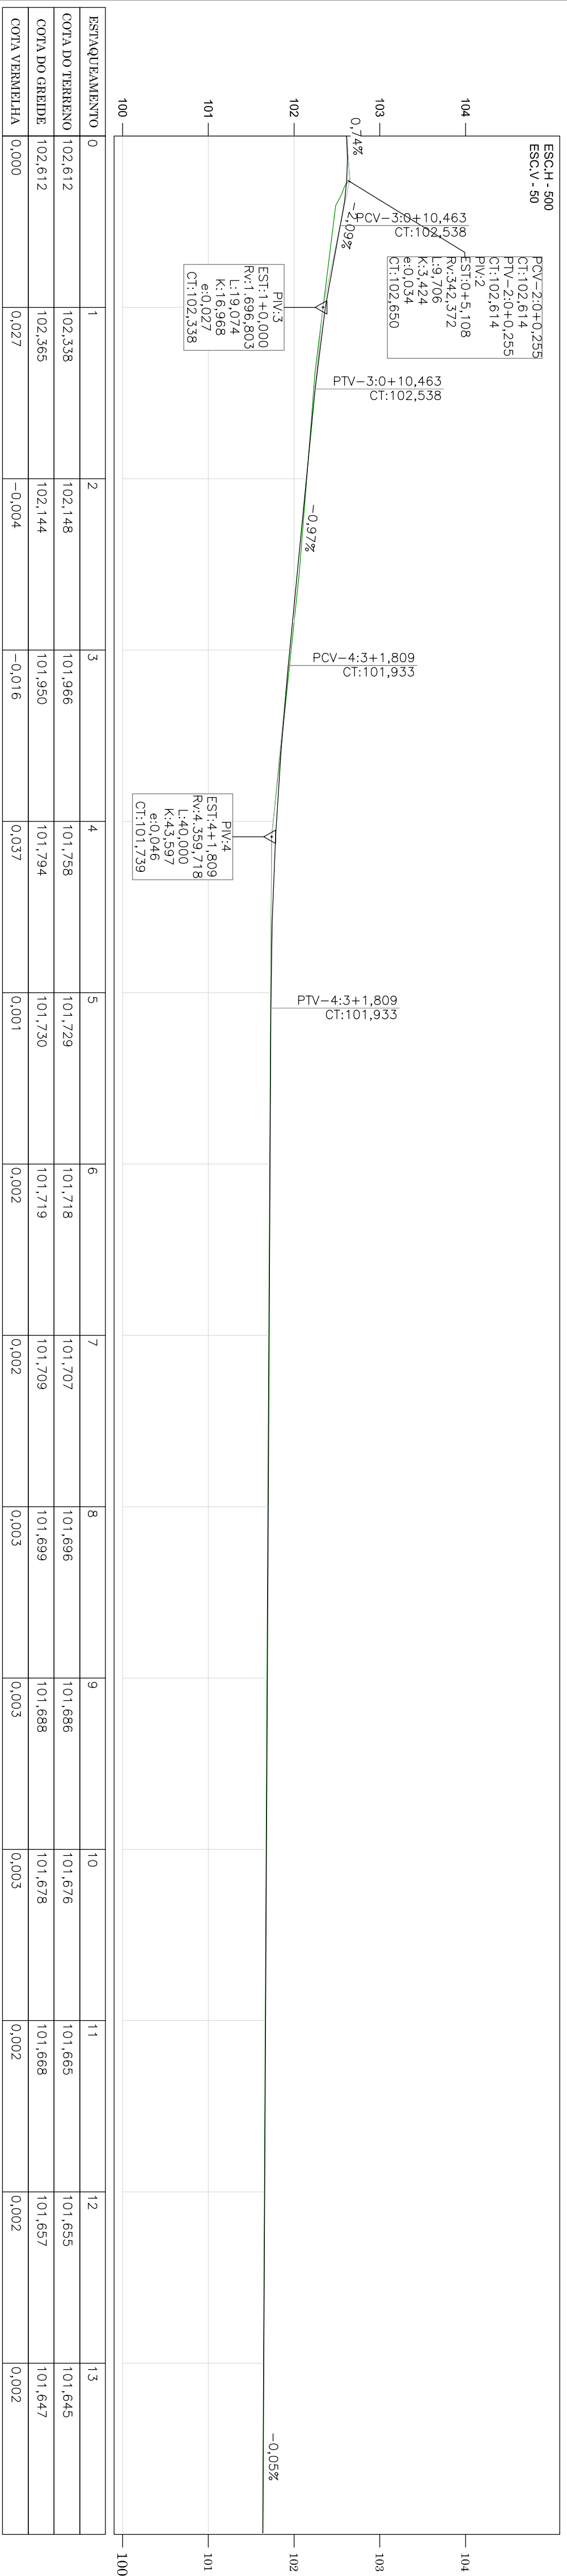 ESC.H - 500
ESC.V - 50
104
103
102
101
100
0,74%
-2,09%
PCV-3:0+10,463
CT:102,538
PCV-2:0+0,255
CT:102,614
PTV-2:0+0,255
CT:102,614
PIV:2
EST:0+5,108
Rv:342,372
L:9,706
K:3,424
e:0,034
CT:102,650
PIV:3
EST:1+0,000
Rv:1.696,803
L:19,074
K:16,968
e:0,027
CT:102,338
PTV-3:0+10,463
CT:102,538
-0,97%
PCV-4:3+1,809
CT:101,933
PIV:4
EST:4+1,809
Rv:4.359,718
L:40,000
K:43,597
e:0,046
CT:101,739
PTV-4:3+1,809
CT:101,933
-0,05%
104
103
102
101
100
ESTAQUEAMENTO 0 1 2 3 4 5 6 7 8 9 10 11 12 13
COTA DO TERRENO 102,612 102,338 102,148 101,966 101,758 101,729 101,718 101,707 101,696 101,686 101,676 101,665 101,655 101,645
COTA DO GREIDE 102,612 102,365 102,144 101,950 101,794 101,730 101,719 101,709 101,699 101,688 101,678 101,668 101,657 101,647
COTA VERMELHA 0,000 0,027 -0,004 -0,016 0,037 0,001 0,002 0,002 0,003 0,003 0,003 0,002 0,002 0,002